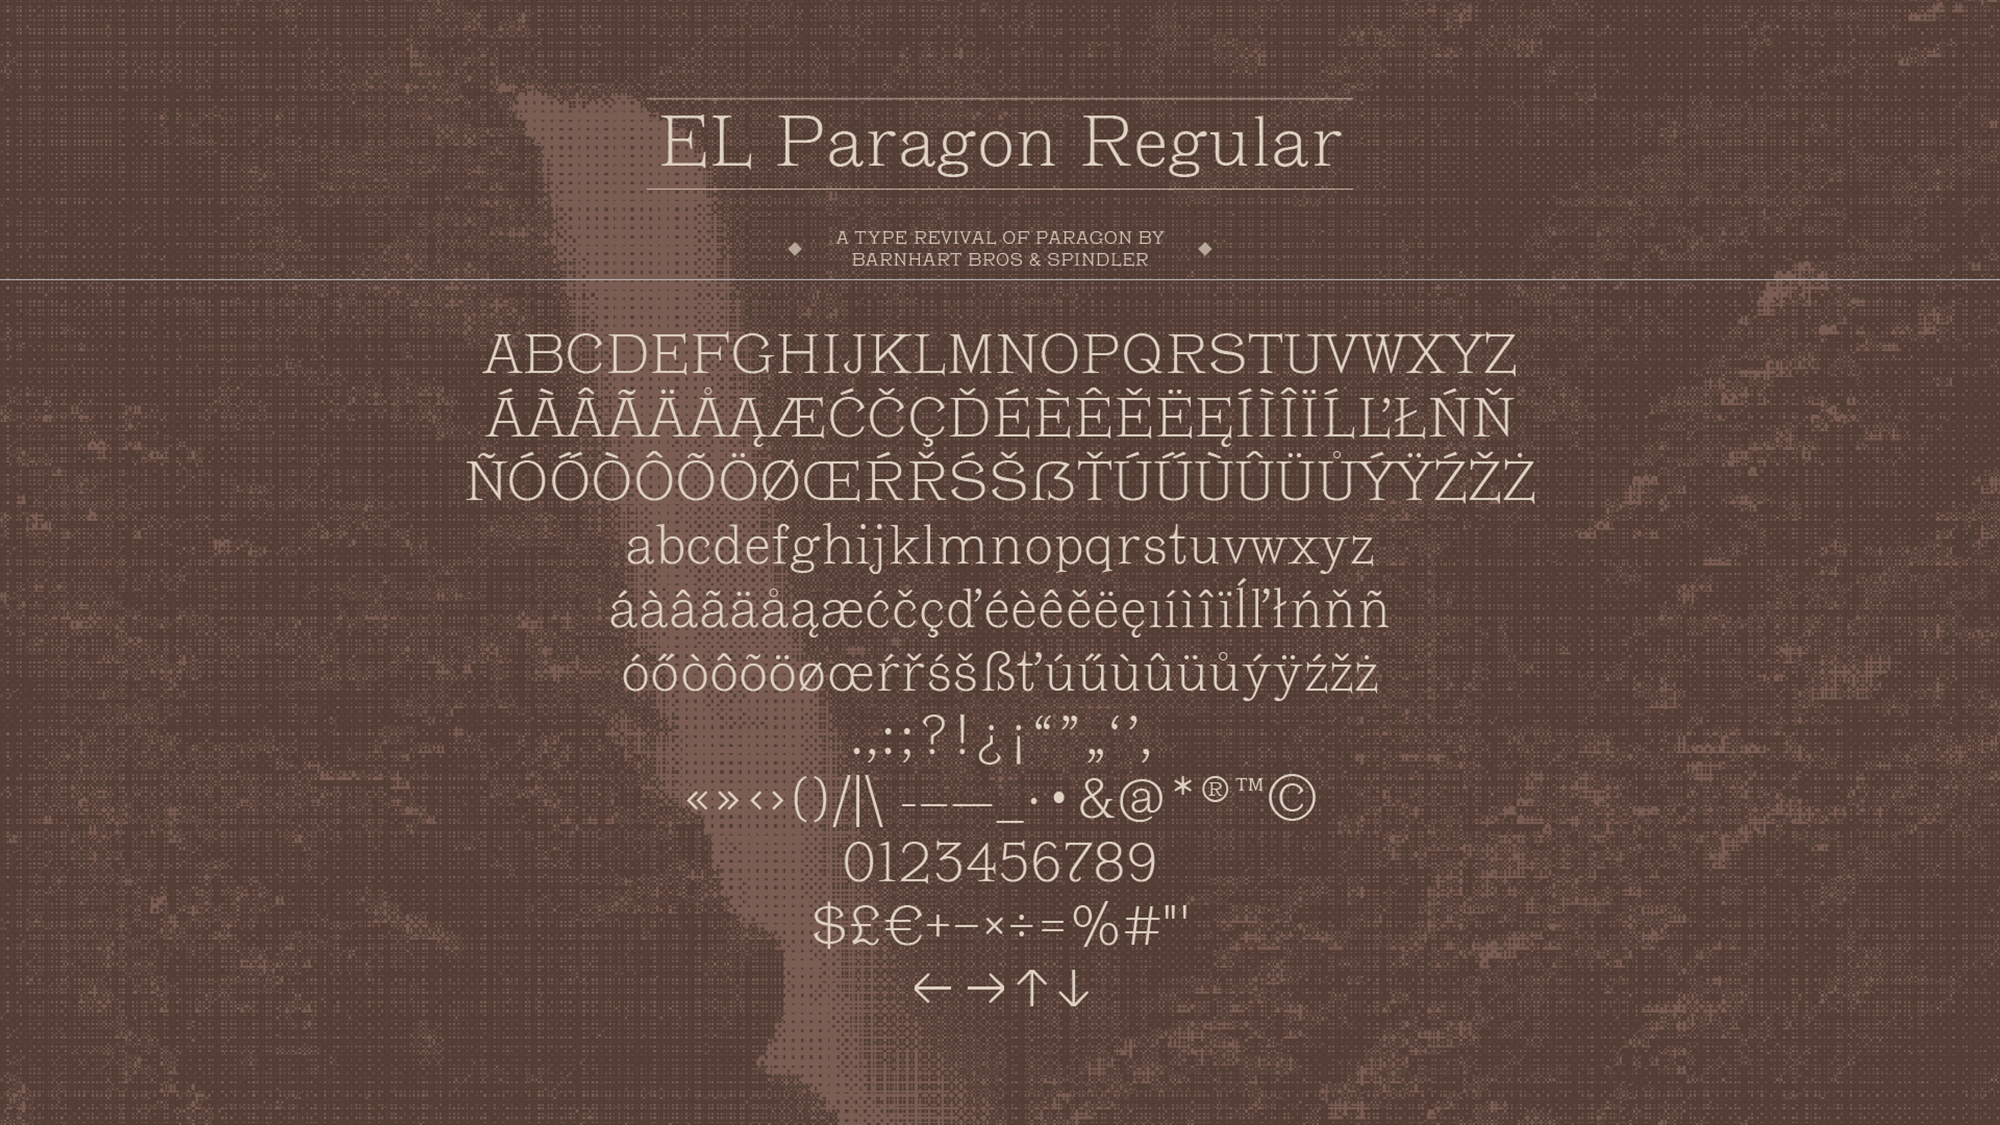 EL Paragon Regular
A TYPE REVIVAL OF PARAGON BY
BARNHART BROS & SPINDLER
ABCDEFGHIJKLMNOPQRSTUVWXYZ
ÁÀÂÃÄÅĄÆĆČÇĎÉÈÊĚËĘÍÌÎÏĹĽŁŃŇ
ÑÓŐÒÔÕÖØŒŔŘŚŠẞŤÚŰÙÛÜŮÝŸŹŽŻ
abcdefghijklmnopqrstuvwxyz
áàâãäåąæćčçďéèêěëęıíìîïĺľłńňñ
óőòôõöøœŕřśšßťúűùûüůýÿźžż
.,:;?!¿¡“”„‘’‚
«»‹›()/|\ -–—_·•&@*®™©
0123456789
$£€+−×÷=%#"'
←→↑↓